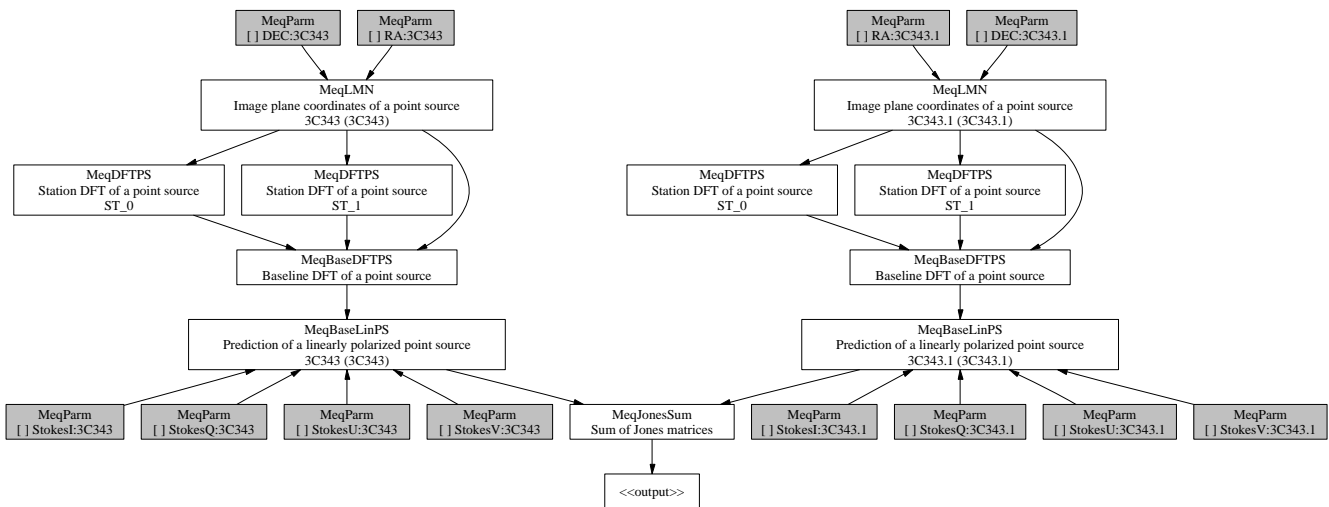 MeqParm
[ ] DEC:3C343
MeqParm
[ ] RA:3C343
MeqParm
[ ] RA:3C343.1
MeqParm
[ ] DEC:3C343.1
MeqLMN
Image plane coordinates of a point source
3C343 (3C343)
MeqLMN
Image plane coordinates of a point source
3C343.1 (3C343.1)
MeqDFTPS
Station DFT of a point source
ST_0
MeqDFTPS
Station DFT of a point source
ST_1
MeqDFTPS
Station DFT of a point source
ST_0
MeqDFTPS
Station DFT of a point source
ST_1
MeqBaseDFTPS
Baseline DFT of a point source
MeqBaseDFTPS
Baseline DFT of a point source
MeqBaseLinPS
Prediction of a linearly polarized point source
3C343 (3C343)
MeqBaseLinPS
Prediction of a linearly polarized point source
3C343.1 (3C343.1)
MeqParm
[ ] StokesI:3C343
MeqParm
[ ] StokesQ:3C343
MeqParm
[ ] StokesU:3C343
MeqParm
[ ] StokesV:3C343
MeqJonesSum
Sum of Jones matrices
MeqParm
[ ] StokesI:3C343.1
MeqParm
[ ] StokesQ:3C343.1
MeqParm
[ ] StokesU:3C343.1
MeqParm
[ ] StokesV:3C343.1
<<output>>